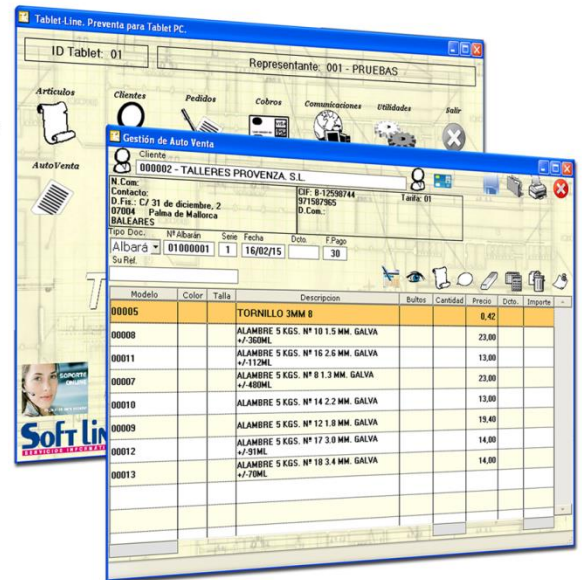 Tablet-Line. Preventa para Tablet PC.
ID Tablet: 01
Representante: 001 - PRUEBAS
Articulos
Clientes
Pedidos
Cobros
Comunicaciones
Utilidades
Salir
AutoVenta
SOPORTE
ONLINE
Soft Lin
SERVICIOS INFORMATI
Gestión de Auto Venta
Cliente
000002 - TALLERES PROVENZA. S.L.
N.Com:
Contacto:
D.Fis.: C/ 31 de diciembre, 2
07004 Palma de Mallorca
BALEARES
CIF: B-12598744
971587965
D.Com.:
Tarifa: 01
Tipo Doc. Nº Albarán Serie Fecha Dcto. F.Pago
Albará 01000001 1 16/02/15 30
Su Ref.
Modelo Color Talla Descripcion Bultos Cantidad Precio Dcto. Importe
00005 TORNILLO 3MM 8 0,42
00008 ALAMBRE 5 KGS. Nº 10 1.5 MM. GALVA 23,00
+/-360ML
00011 ALAMBRE 5 KGS. Nº 16 2.6 MM. GALVA 13,00
+/-112ML
00007 ALAMBRE 5 KGS. Nº 8 1.3 MM. GALVA 23,00
+/-480ML
00010 ALAMBRE 5 KGS. Nº 14 2.2 MM. GALVA 13,00
00009 ALAMBRE 5 KGS. Nº 12 1.8 MM. GALVA 19,40
00012 ALAMBRE 5 KGS. Nº 17 3.0 MM. GALVA 14,00
+/-91ML
00013 ALAMBRE 5 KGS. Nº 18 3.4 MM. GALVA 14,00
+/-70ML